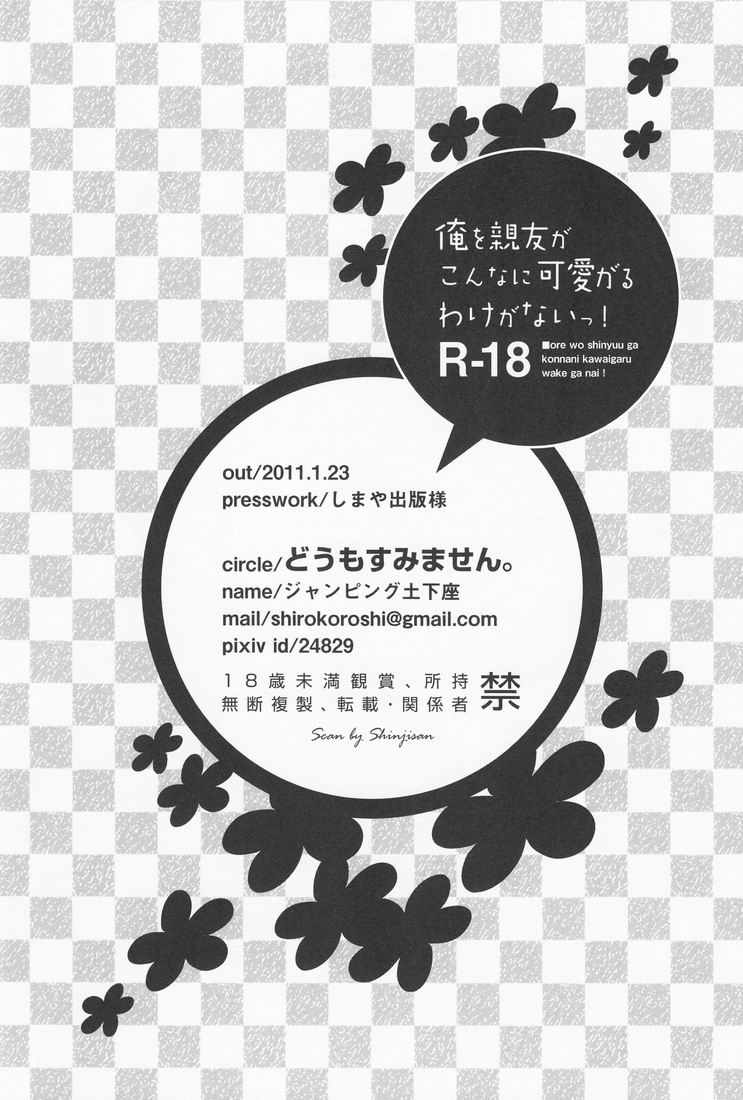 俺を親友が
こんなに可愛がる
わけがないっ！
R-18
■ore wo shinyuu ga
konnani kawaigaru
wake ga nai !
out/2011.1.23
presswork/しまや出版様
circle/どうもすみません。
name/ジャンピング土下座
mail/shirokoroshi@gmail.com
pixiv id/24829
18歳未満観賞、所持
無断複製、転載・関係者
禁
Scan by Shinjisan